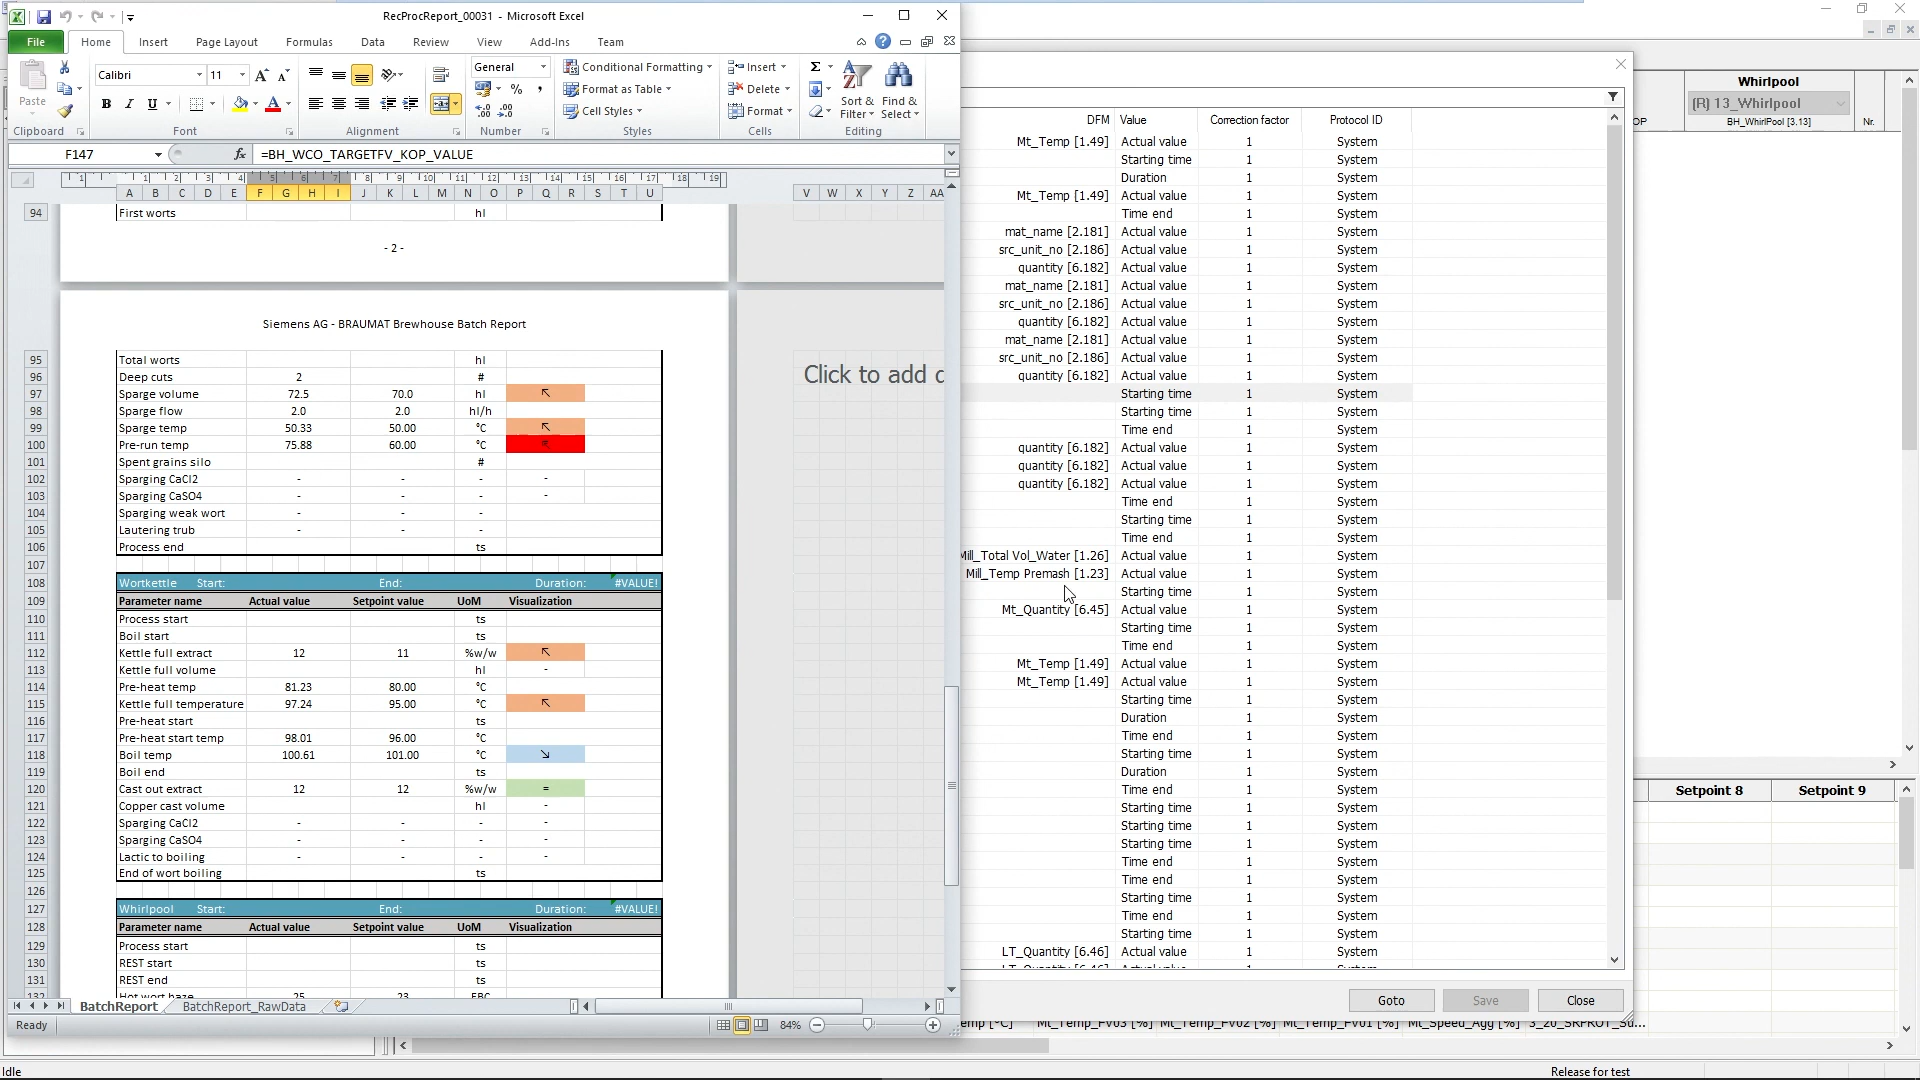 RecProcReport_00031 - Microsoft Excel
File Home Insert Page Layout Formulas Data Review View Add-Ins Team
Paste Calibri 11 General Conditional Formatting Insert Sort & Find &
Format as Table Delete Filter Select
Cell Styles Format
Clipboard Font Alignment Number Styles Cells Editing
F147 fx =BH_WCO_TARGETFV_KOP_VALUE
A B C D E F G H I J K L M N O P Q R S T U V W X Y Z AA
94 First worts hl
- 2 -
Siemens AG - BRAUMAT Brewhouse Batch Report
95 Total worts hl
96 Deep cuts 2 #
97 Sparge volume 72.5 70.0 hl ↖
98 Sparge flow 2.0 2.0 hl/h
99 Sparge temp 50.33 50.00 °C ↖
100 Pre-run temp 75.88 60.00 °C
101 Spent grains silo #
102 Sparging CaCl2 - - - -
103 Sparging CaSO4 - - - -
104 Sparging weak wort - - -
105 Lautering trub - - -
106 Process end ts
107
108 Wortkettle Start: End: Duration: #VALUE!
109 Parameter name Actual value Setpoint value UoM Visualization
110 Process start ts
111 Boil start ts
112 Kettle full extract 12 11 %w/w ↖
113 Kettle full volume hl -
114 Pre-heat temp 81.23 80.00 °C
115 Kettle full temperature 97.24 95.00 °C ↖
116 Pre-heat start ts
117 Pre-heat start temp 98.01 96.00 °C
118 Boil temp 100.61 101.00 °C ↘
119 Boil end ts
120 Cast out extract 12 12 %w/w =
121 Copper cast volume hl -
122 Sparging CaCl2 - - - -
123 Sparging CaSO4 - - - -
124 Lactic to boiling - - - -
125 End of wort boiling ts
126
127 Whirlpool Start: End: Duration: #VALUE!
128 Parameter name Actual value Setpoint value UoM Visualization
129 Process start ts
130 REST start ts
131 REST end ts
132 Hot wort haze 25 23 EBC
BatchReport BatchReport_RawData
Ready 84%
Click to add d
DFM Value Correction factor Protocol ID
Mt_Temp [1.49] Actual value 1 System
Starting time 1 System
Duration 1 System
Mt_Temp [1.49] Actual value 1 System
Time end 1 System
mat_name [2.181] Actual value 1 System
src_unit_no [2.186] Actual value 1 System
quantity [6.182] Actual value 1 System
mat_name [2.181] Actual value 1 System
src_unit_no [2.186] Actual value 1 System
quantity [6.182] Actual value 1 System
mat_name [2.181] Actual value 1 System
src_unit_no [2.186] Actual value 1 System
quantity [6.182] Actual value 1 System
Starting time 1 System
Starting time 1 System
Time end 1 System
quantity [6.182] Actual value 1 System
quantity [6.182] Actual value 1 System
quantity [6.182] Actual value 1 System
Time end 1 System
Starting time 1 System
Time end 1 System
Mill_Total Vol_Water [1.26] Actual value 1 System
Mill_Temp Premash [1.23] Actual value 1 System
Starting time 1 System
Mt_Quantity [6.45] Actual value 1 System
Starting time 1 System
Time end 1 System
Mt_Temp [1.49] Actual value 1 System
Mt_Temp [1.49] Actual value 1 System
Starting time 1 System
Duration 1 System
Time end 1 System
Starting time 1 System
Duration 1 System
Time end 1 System
Starting time 1 System
Starting time 1 System
Starting time 1 System
Time end 1 System
Time end 1 System
Starting time 1 System
Time end 1 System
Starting time 1 System
LT_Quantity [6.46] Actual value 1 System
Goto Save Close
Whirlpool
(R) 13_Whirlpool
OP BH_WhirlPool [3.13] Nr.
Setpoint 8 Setpoint 9
emp [°C] Mt_Temp_FV03 [%] Mt_Temp_FV02 [%] Mt_Temp_FV01 [%] Mt_Speed_Agg [%] 3_20_SRPROT_Su...
Idle Release for test